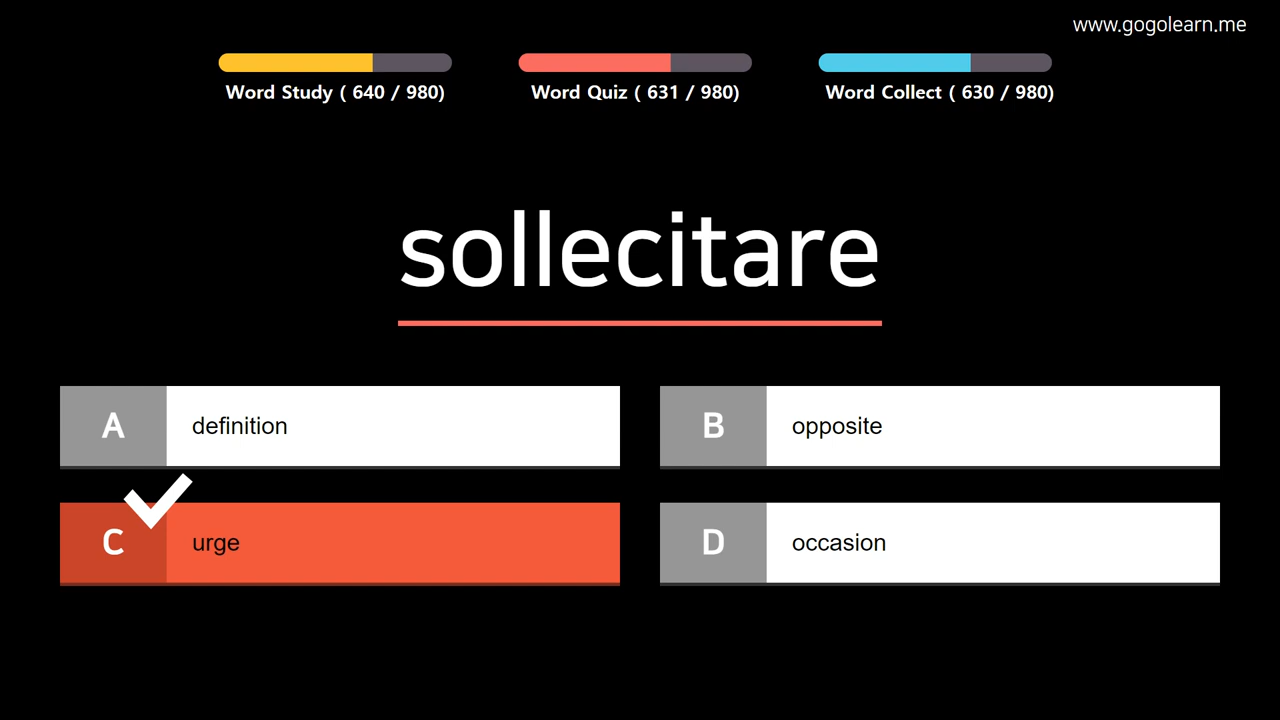 www.gogolearn.me
Word Study ( 640 / 980)
Word Quiz ( 631 / 980)
Word Collect ( 630 / 980)
sollecitare
A definition
B opposite
C urge
D occasion